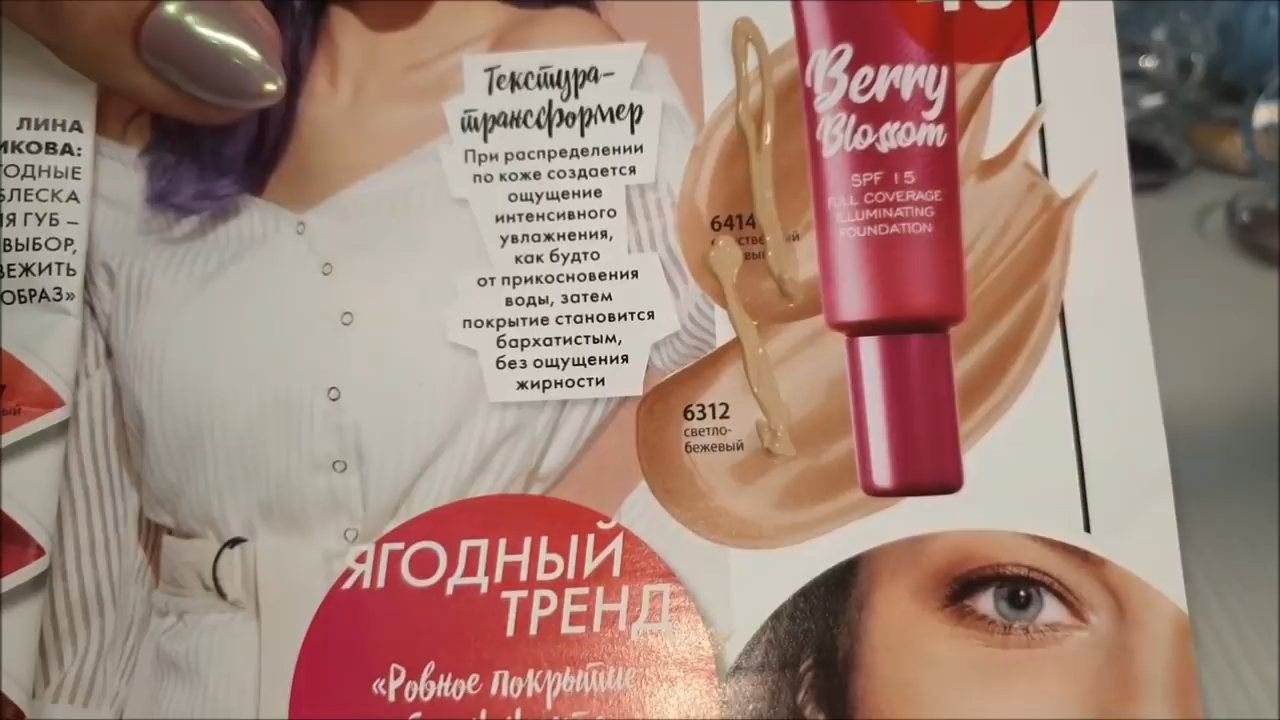 ЛИНА
ИКОВА:
ГОДНЫЕ
БЛЕСКА
ЛЯ ГУБ –
ВЫБОР,
ВЕЖИТЬ
ОБРАЗ»
Текстура-
трансформер
При распределении
по коже создается
ощущение
интенсивного
увлажнения,
как будто
от прикосновения
воды, затем
покрытие становится
бархатистым,
без ощущения
жирности
Berry
Blossom
SPF 15
FULL COVERAGE
ILLUMINATING
FOUNDATION
6414
6312
светло-
бежевый
ЯГОДНЫЙ
ТРЕНД
«Ровное покрытие